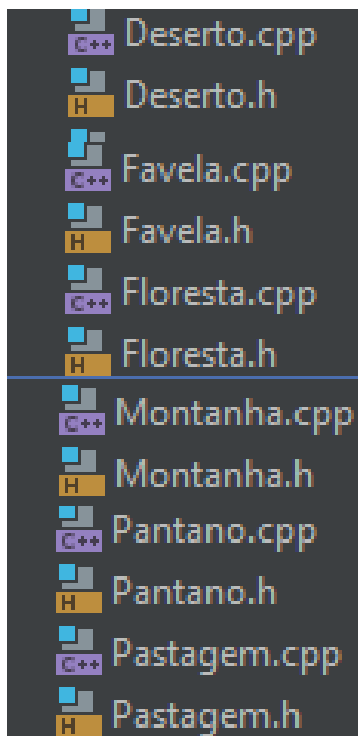 C++ Deserto.cpp
H Deserto.h
C++ Favela.cpp
H Favela.h
C++ Floresta.cpp
H Floresta.h
C++ Montanha.cpp
H Montanha.h
C++ Pantano.cpp
H Pantano.h
C++ Pastagem.cpp
H Pastagem.h